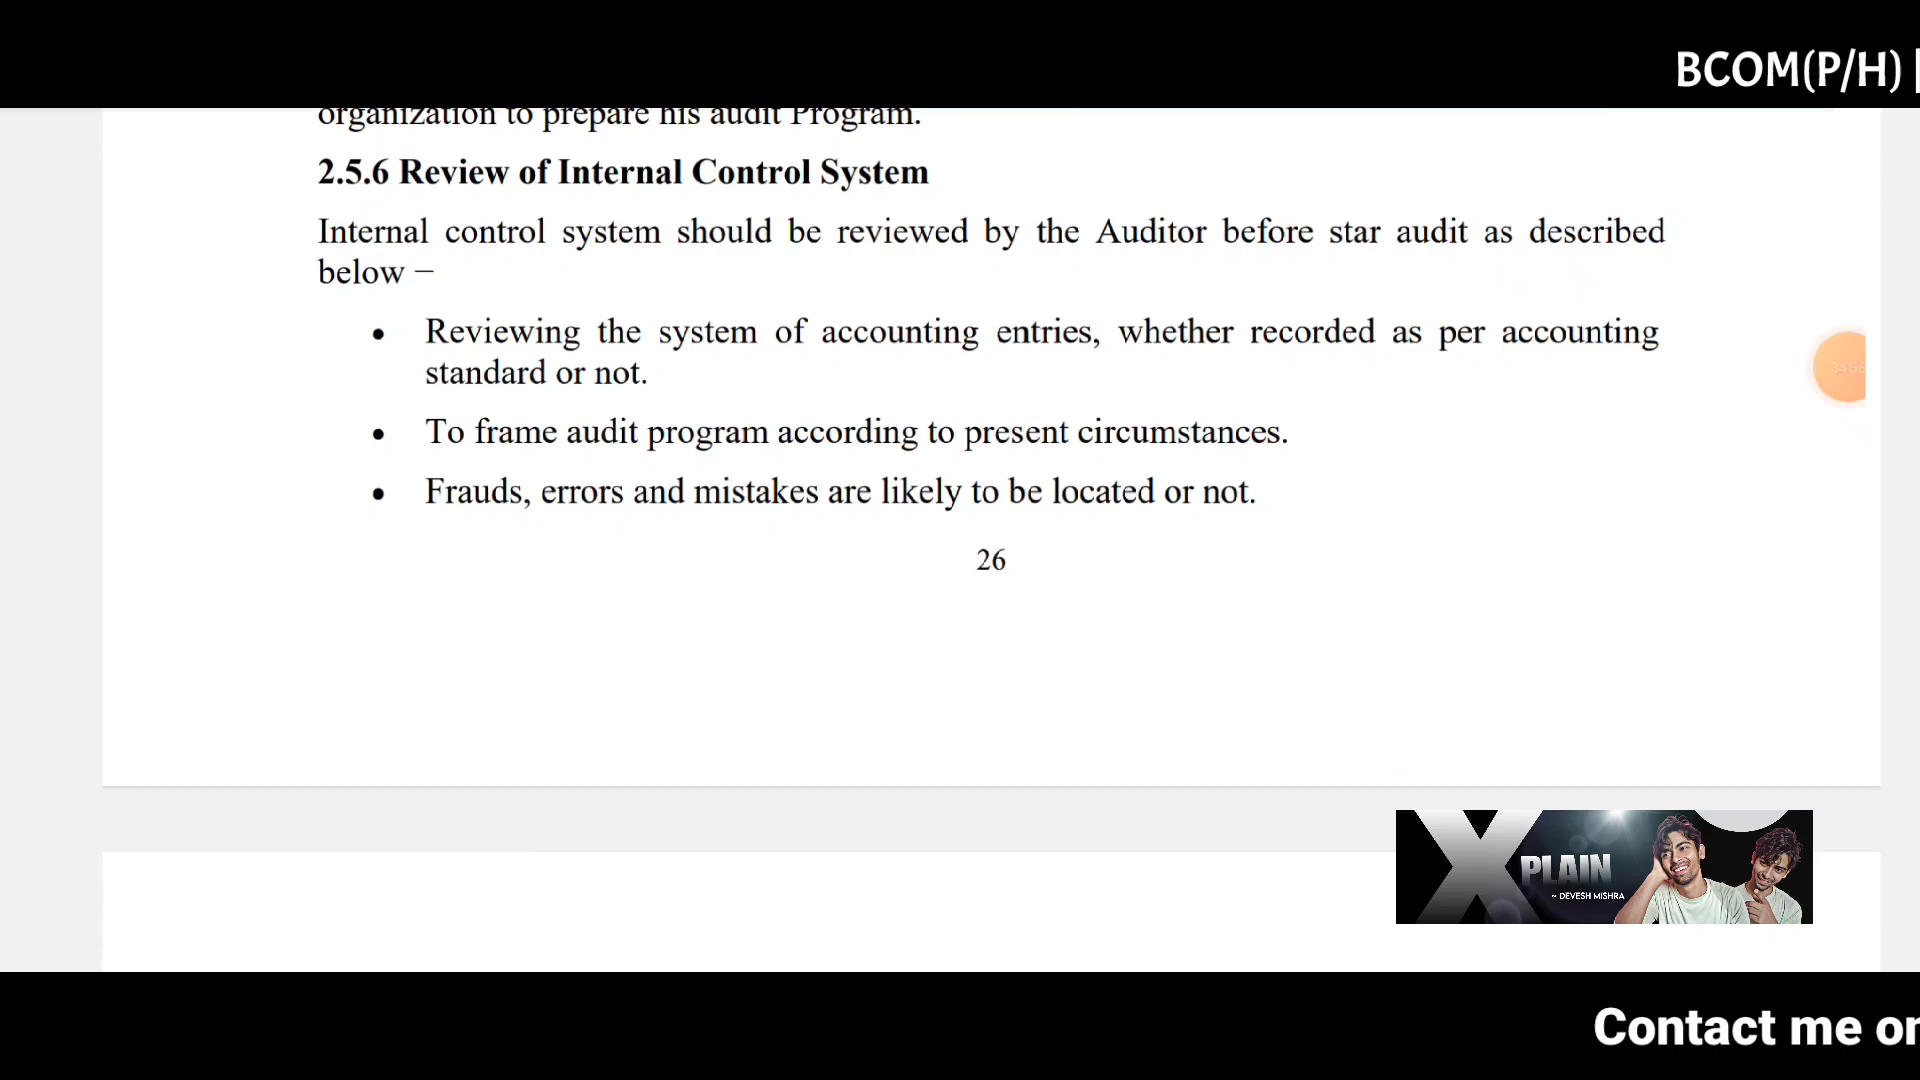 BCOM(P/H) |
organization to prepare his audit Program.
2.5.6 Review of Internal Control System
Internal control system should be reviewed by the Auditor before star audit as described
below –
• Reviewing the system of accounting entries, whether recorded as per accounting
standard or not.
• To frame audit program according to present circumstances.
• Frauds, errors and mistakes are likely to be located or not.
26
XPLAIN
~ DEVESH MISHRA
Contact me on